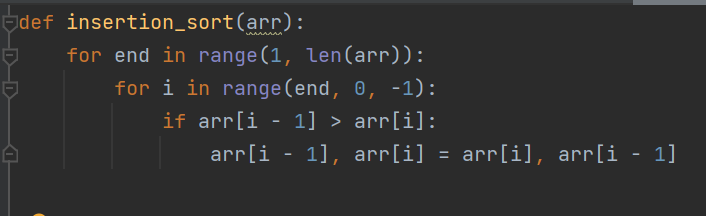 def insertion_sort(arr):
    for end in range(1, len(arr)):
        for i in range(end, 0, -1):
            if arr[i - 1] > arr[i]:
                arr[i - 1], arr[i] = arr[i], arr[i - 1]